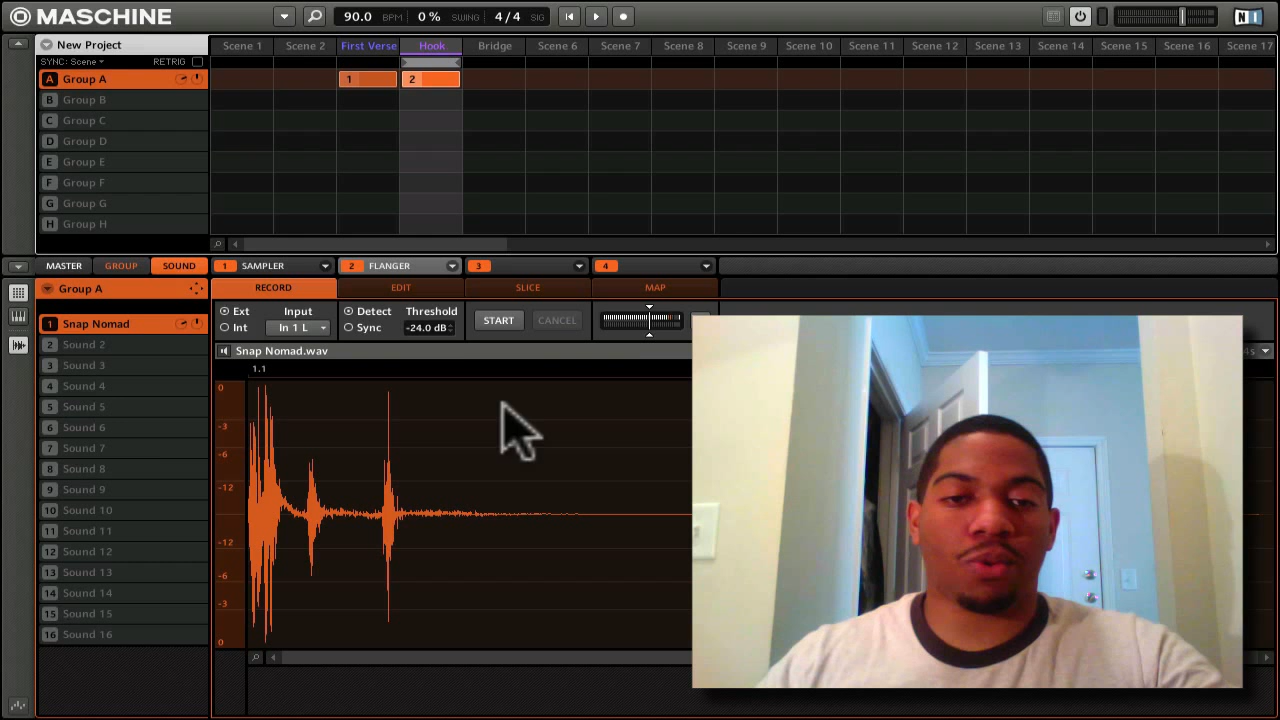 MASCHINE 90.0 BPM 0% SWING 4/4 SIG NI
New Project Scene 1 Scene 2 First Verse Hook Bridge Scene 6 Scene 7 Scene 8 Scene 9 Scene 10 Scene 11 Scene 12 Scene 13 Scene 14 Scene 15 Scene 16 Scene 17
SYNC: Scene RETRIG
A Group A 1 2
B Group B
C Group C
D Group D
E Group E
F Group F
G Group G
H Group H
MASTER GROUP SOUND 1 SAMPLER 2 FLANGER 3 4
Group A RECORD EDIT SLICE MAP
Ext Input Detect Threshold
Int In 1 L Sync -24.0 dB START CANCEL
1 Snap Nomad
2 Sound 2
3 Sound 3
4 Sound 4
5 Sound 5
6 Sound 6
7 Sound 7
8 Sound 8
9 Sound 9
10 Sound 10
11 Sound 11
12 Sound 12
13 Sound 13
14 Sound 14
15 Sound 15
16 Sound 16
Snap Nomad.wav
1.1
0
-3
-6
-12
-12
-6
-3
0